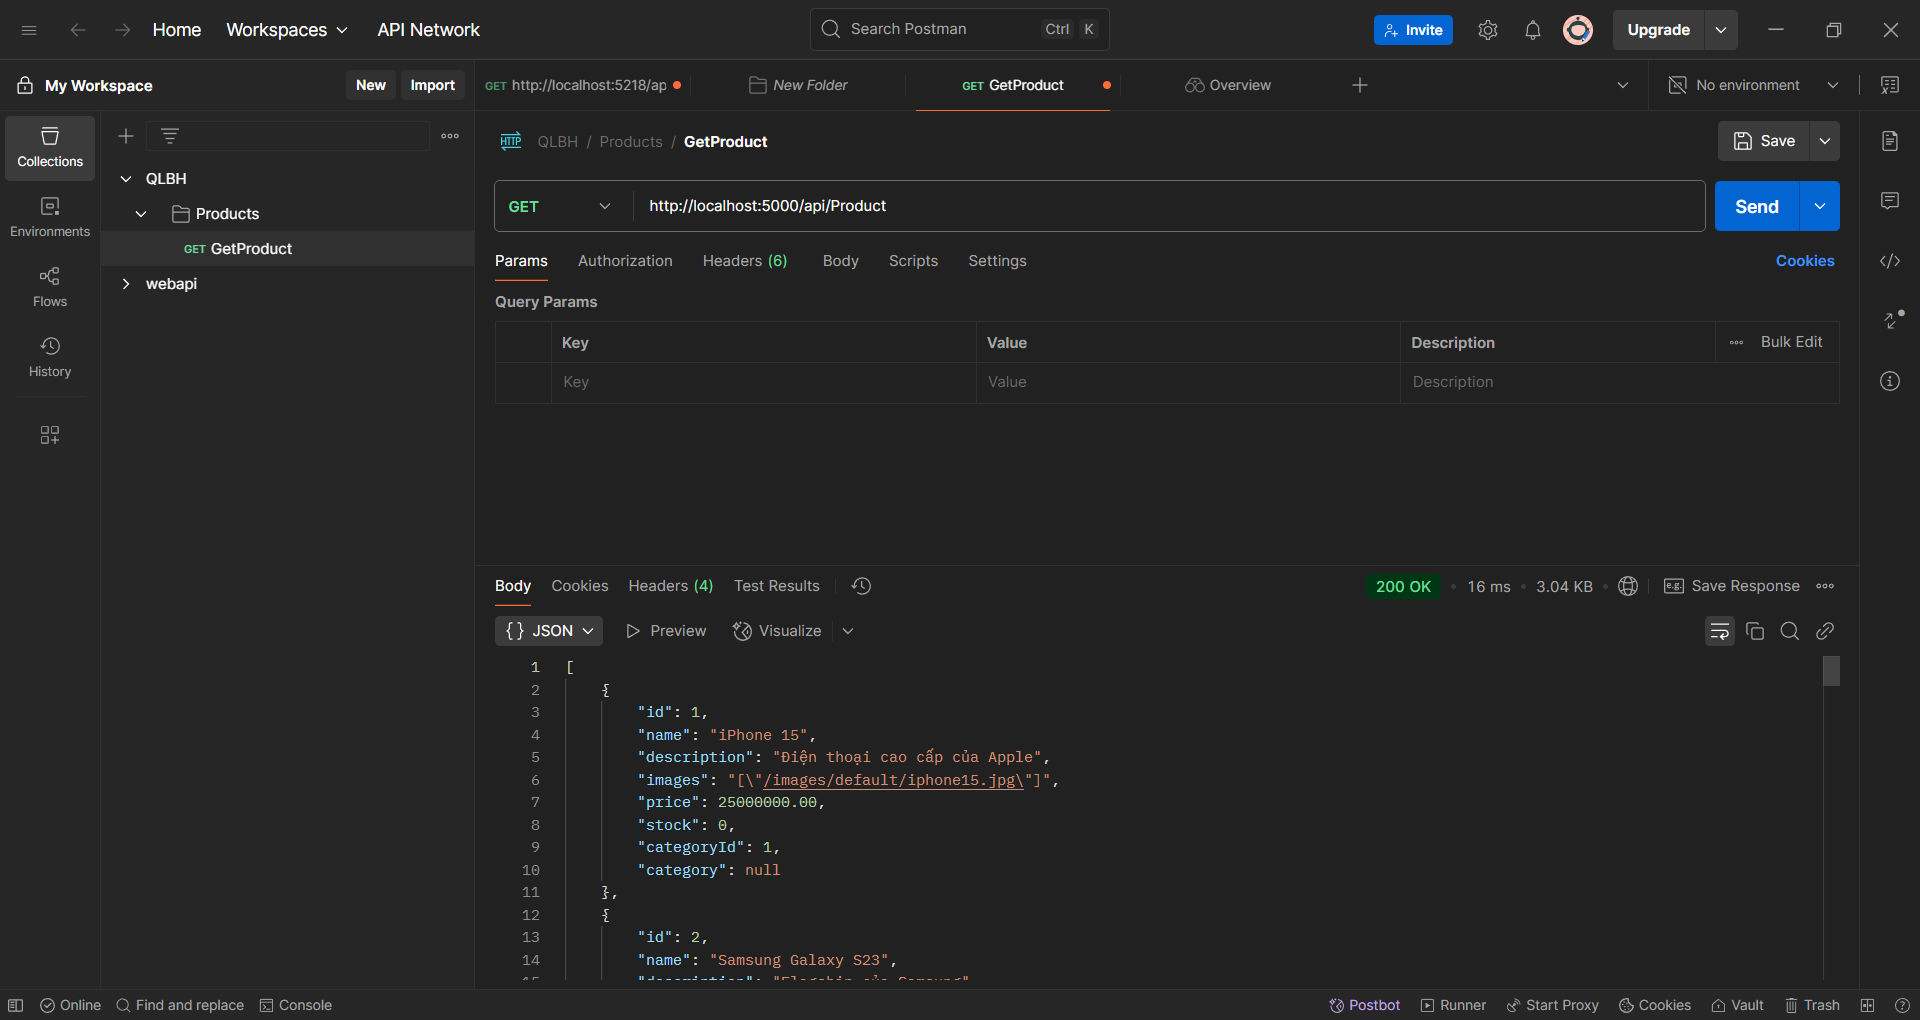 Home Workspaces API Network Search Postman Ctrl K Invite Upgrade
My Workspace New Import GET http://localhost:5218/ap New Folder GET GetProduct Overview No environment
Collections
Environments
Flows
History
QLBH
Products
GET GetProduct
webapi
HTTP QLBH / Products / GetProduct Save
GET http://localhost:5000/api/Product Send
Params Authorization Headers (6) Body Scripts Settings Cookies
Query Params
Key Value Description Bulk Edit
Key Value Description
Body Cookies Headers (4) Test Results 200 OK • 16 ms • 3.04 KB e.g. Save Response
{} JSON Preview Visualize
1 [
2 {
3 "id": 1,
4 "name": "iPhone 15",
5 "description": "Điện thoại cao cấp của Apple",
6 "images": "[\"/images/default/iphone15.jpg\"]",
7 "price": 25000000.00,
8 "stock": 0,
9 "categoryId": 1,
10 "category": null
11 },
12 {
13 "id": 2,
14 "name": "Samsung Galaxy S23",
15 "description": "Flagship của Samsung"
Online Find and replace Console Postbot Runner Start Proxy Cookies Vault Trash